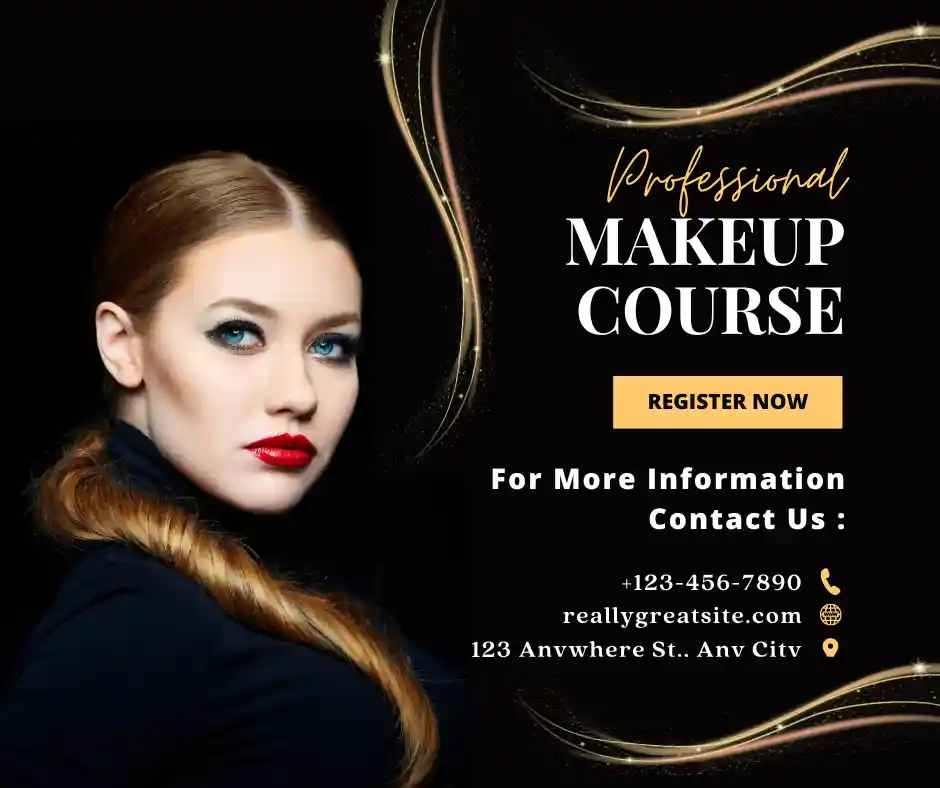 Professional
MAKEUP
COURSE
REGISTER NOW
For More Information
Contact Us :
+123-456-7890
reallygreatsite.com
123 Anywhere St., Any City